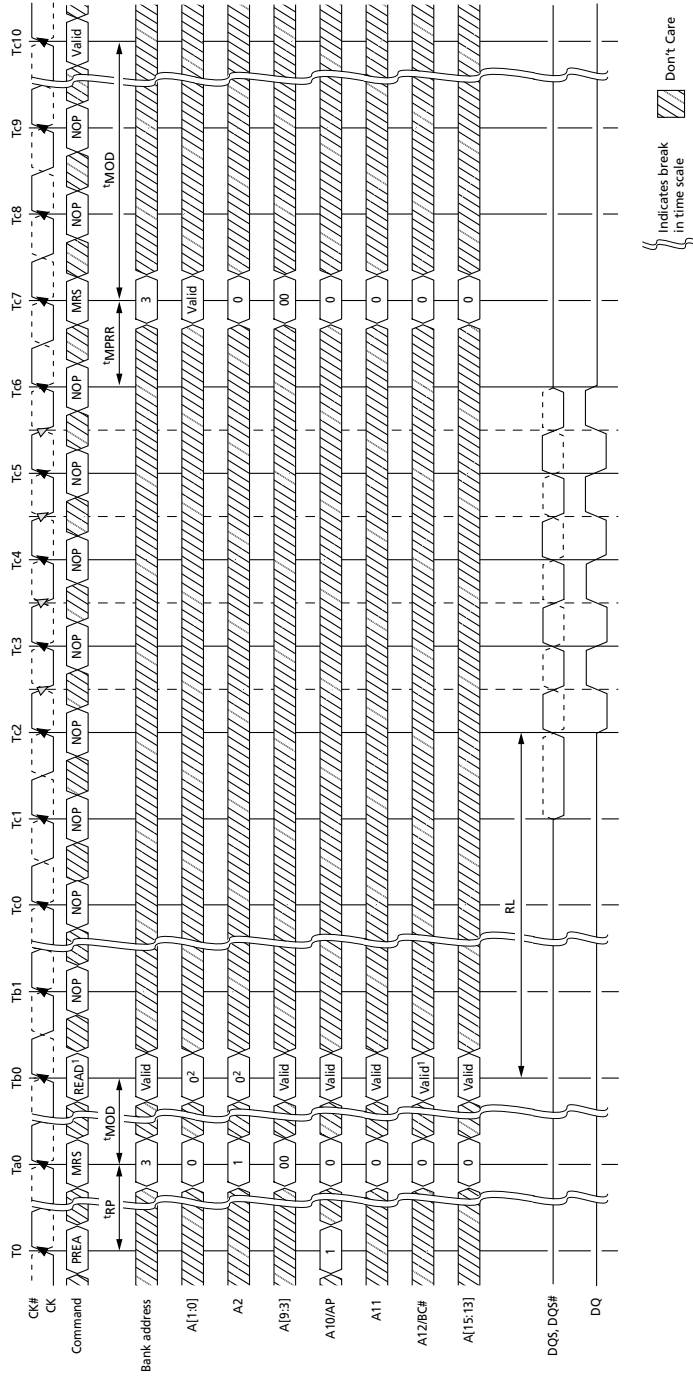 T0 Ta0 Tb0 Tb1 Tc0 Tc1 Tc2 Tc3 Tc4 Tc5 Tc6 Tc7 Tc8 Tc9 Tc10
CK#
CK
Command PREA MRS READ¹ NOP NOP NOP NOP NOP NOP NOP NOP MRS NOP NOP Valid
tRP tMOD tMPRR tMOD
Bank address 3 Valid 3
A[1:0] 0 0² Valid
A2 1 0² 0
A[9:3] 00 Valid 00
A10/AP 1 0 Valid 0
A11 0 Valid 0
A12/BC# 0 Valid¹ 0
A[15:13] 0 Valid 0
RL
DQS, DQS#
DQ
Indicates break
in time scale
Don't Care